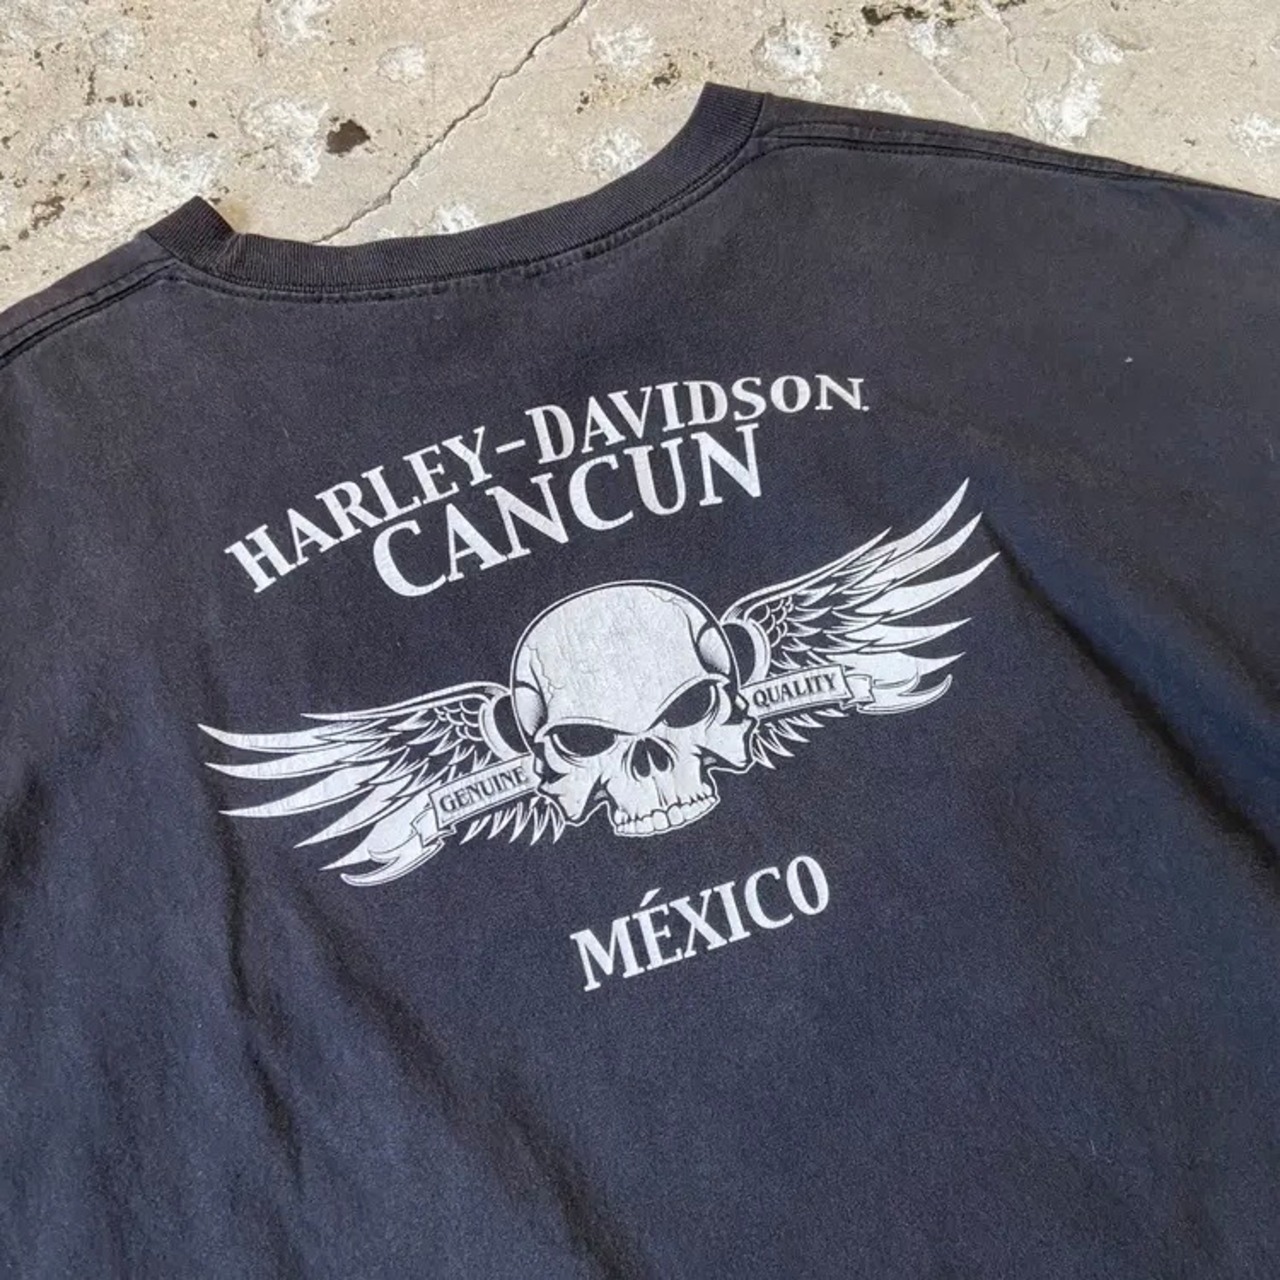 HARLEY-DAVIDSON.
CANCUN
GENUINE QUALITY
MÉXICO